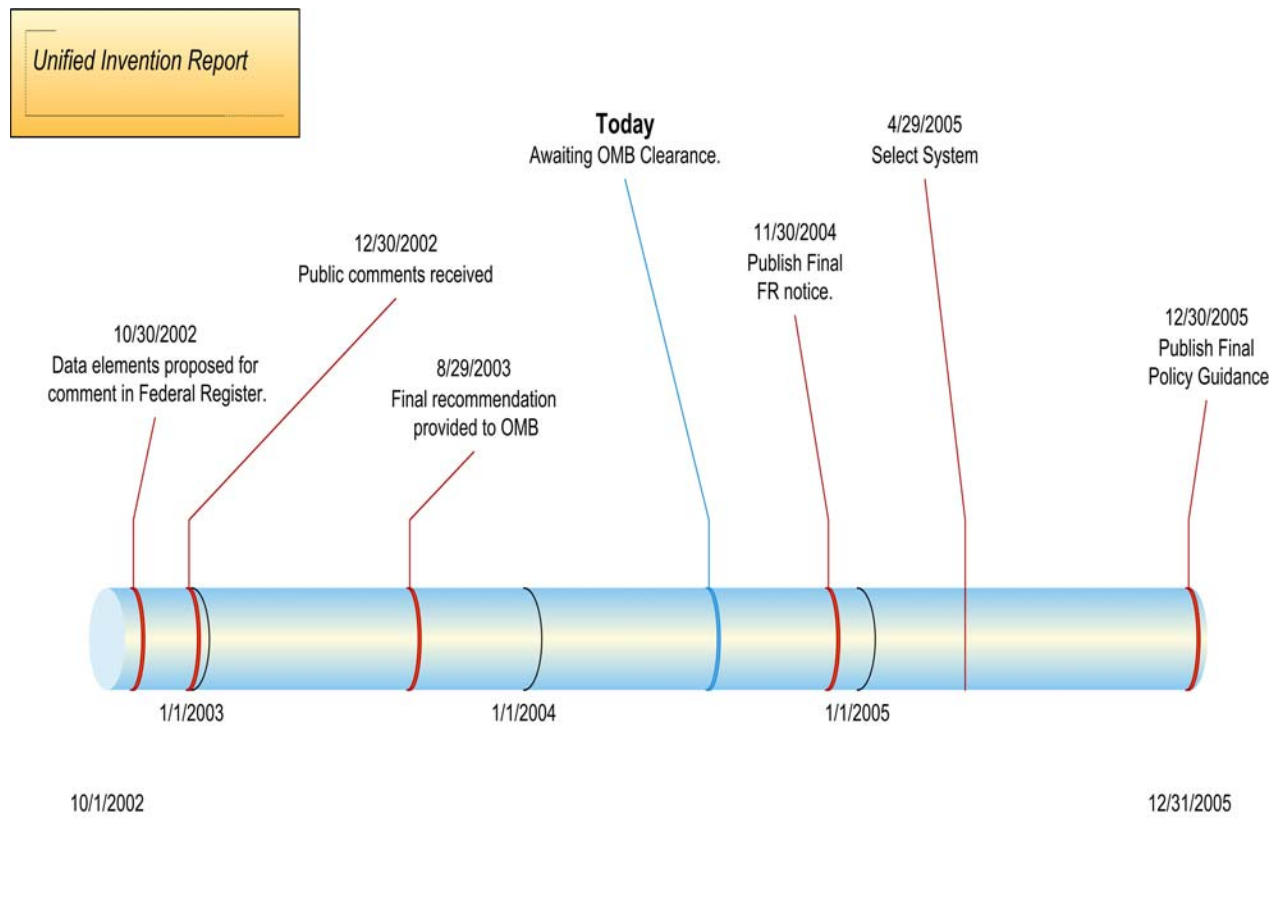 Unified Invention Report
Today
Awaiting OMB Clearance.
4/29/2005
Select System
12/30/2002
Public comments received
11/30/2004
Publish Final
FR notice.
10/30/2002
Data elements proposed for
comment in Federal Register.
8/29/2003
Final recommendation
provided to OMB
12/30/2005
Publish Final
Policy Guidance
1/1/2003
1/1/2004
1/1/2005
10/1/2002
12/31/2005